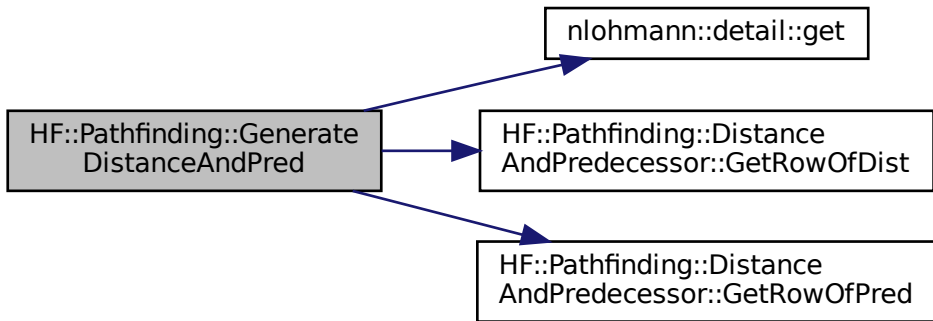 nlohmann::detail::get
HF::Pathfinding::Generate
DistanceAndPred
HF::Pathfinding::Distance
AndPredecessor::GetRowOfDist
HF::Pathfinding::Distance
AndPredecessor::GetRowOfPred